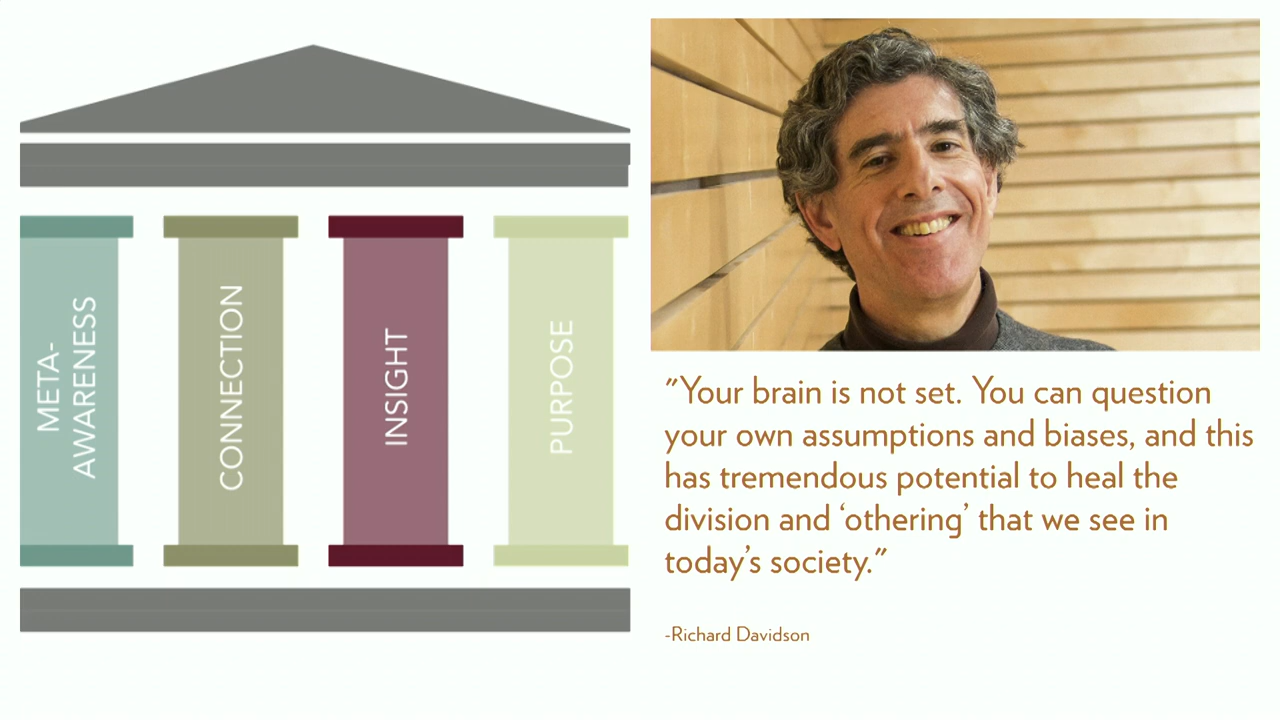 META-
AWARENESS
CONNECTION
INSIGHT
PURPOSE
"Your brain is not set. You can question
your own assumptions and biases, and this
has tremendous potential to heal the
division and ‘othering’ that we see in
today’s society."
-Richard Davidson